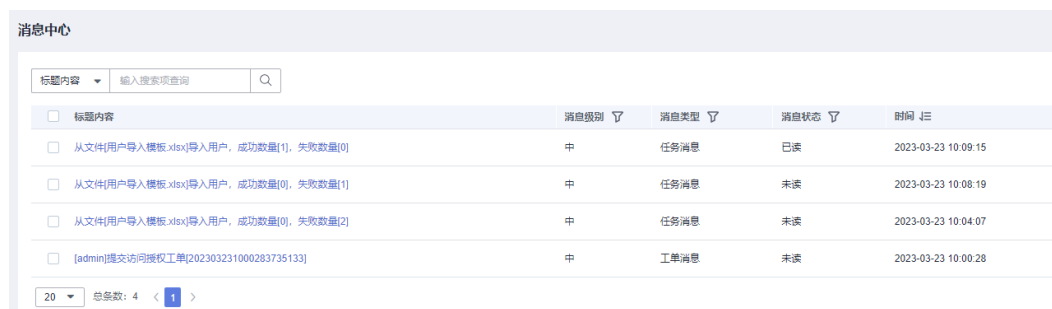 消息中心
标题内容 输入搜索项查询
标题内容 消息级别 消息类型 消息状态 时间
从文件[用户导入模板.xlsx]导入用户，成功数量[1]，失败数量[0] 中 任务消息 已读 2023-03-23 10:09:15
从文件[用户导入模板.xlsx]导入用户，成功数量[0]，失败数量[1] 中 任务消息 未读 2023-03-23 10:08:19
从文件[用户导入模板.xlsx]导入用户，成功数量[0]，失败数量[2] 中 任务消息 未读 2023-03-23 10:04:07
[admin]提交访问授权工单[202303231000283735133] 中 工单消息 未读 2023-03-23 10:00:28
20 总条数：4 < 1 >